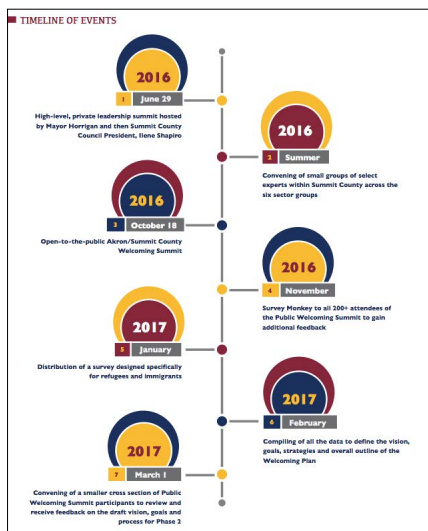 TIMELINE OF EVENTS
2016
1 June 29
High-level, private leadership summit hosted
by Mayor Horrigan and then Summit County
Council President, Ilene Shapiro
2016
2 Summer
Convening of small groups of select
experts within Summit County across the
six sector groups
2016
3 October 18
Open-to-the-public Akron/Summit County
Welcoming Summit
2016
4 November
Survey Monkey to all 200+ attendees of
the Public Welcoming Summit to gain
additional feedback
2017
5 January
Distribution of a survey designed specifically
for refugees and immigrants
2017
6 February
Compiling of all the data to define the vision,
goals, strategies and overall outline of the
Welcoming Plan
2017
7 March 1
Convening of a smaller cross section of Public
Welcoming Summit participants to review and
receive feedback on the draft vision, goals and
process for Phase 2